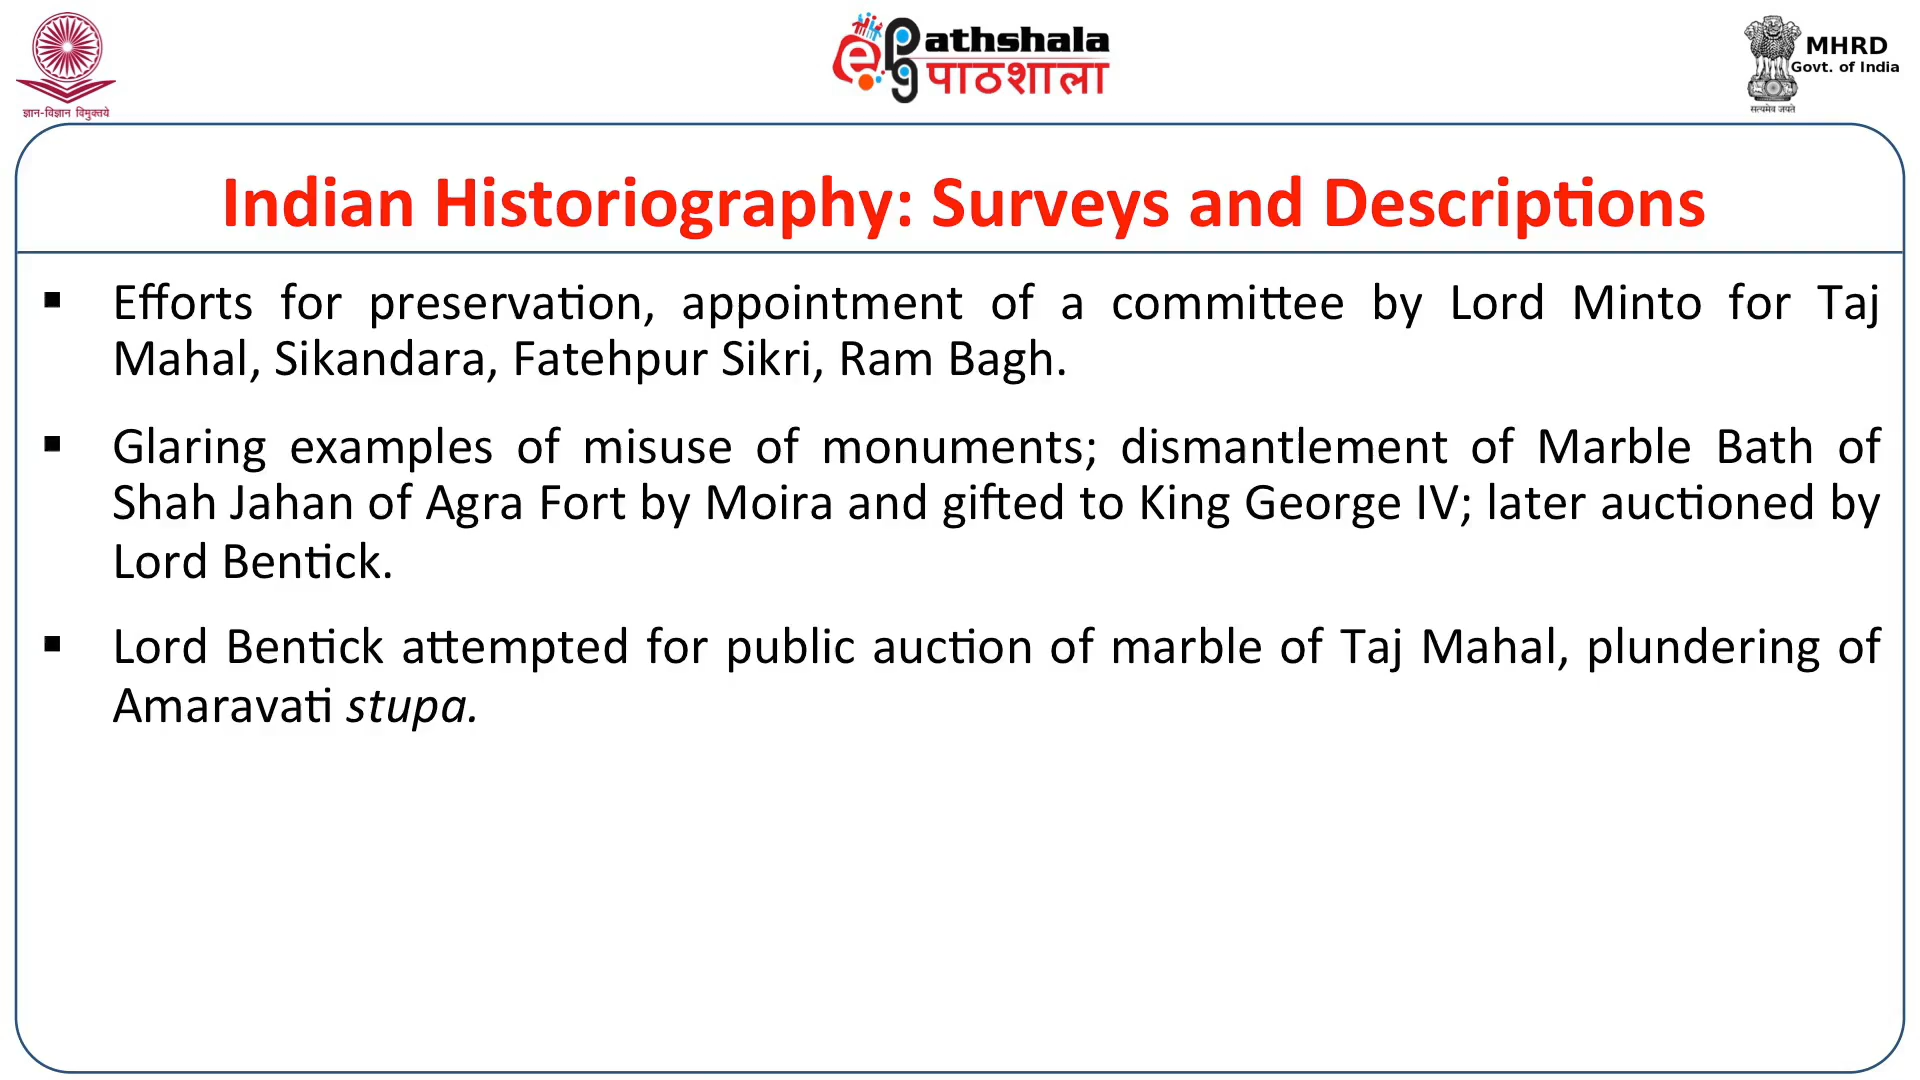 ज्ञान-विज्ञान विमुक्तये
ePG Pathshala
पाठशाला
MHRD
Govt. of India
सत्यमेव जयते
Indian Historiography: Surveys and Descriptions
▪ Efforts for preservation, appointment of a committee by Lord Minto for Taj
Mahal, Sikandara, Fatehpur Sikri, Ram Bagh.
▪ Glaring examples of misuse of monuments; dismantlement of Marble Bath of
Shah Jahan of Agra Fort by Moira and gifted to King George IV; later auctioned by
Lord Bentick.
▪ Lord Bentick attempted for public auction of marble of Taj Mahal, plundering of
Amaravati stupa.